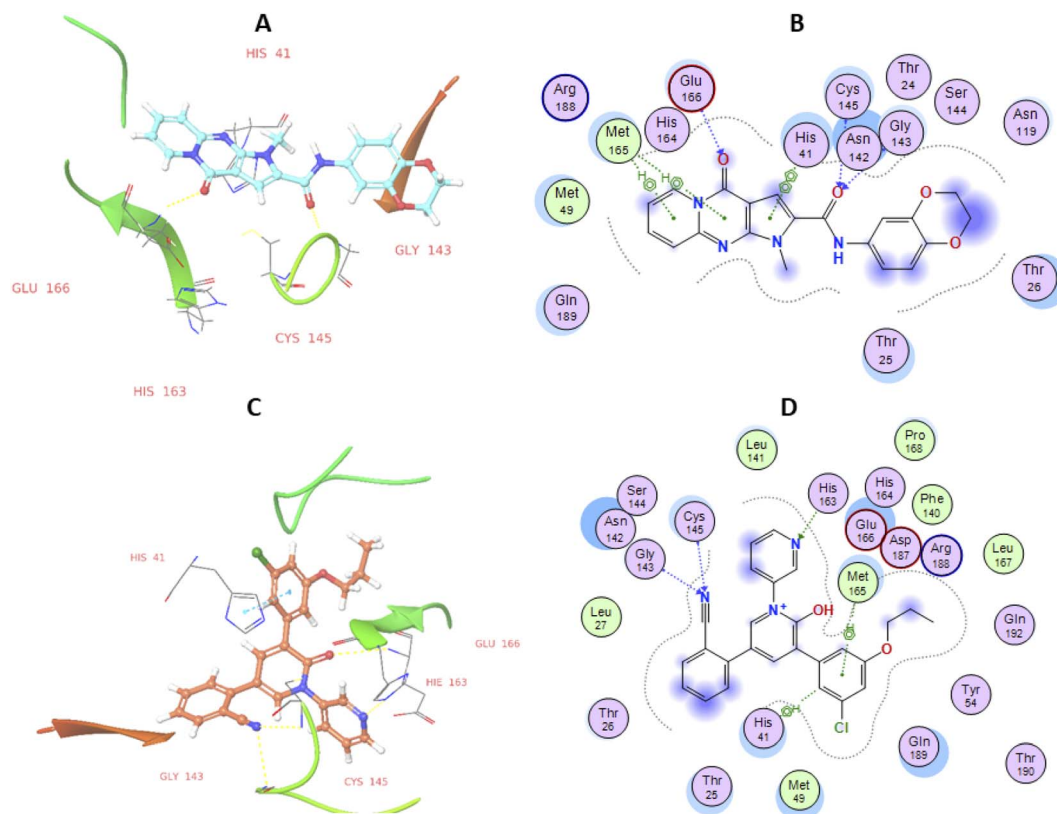 A
HIS 41
GLY 143
GLU 166
CYS 145
HIS 163
B
Arg
188
Glu
166
Met
165
His
164
Met
49
Gln
189
His
41
Cys
145
Asn
142
Gly
143
Thr
24
Ser
144
Asn
119
Thr
26
Thr
25
H
H
O
N
N
N
O
N
H
O
O
C
HIS 41
GLU 166
HIE 163
GLY 143
CYS 145
D
Leu
141
Pro
168
Ser
144
Asn
142
Gly
143
Cys
145
His
163
His
164
Phe
140
Glu
166
Asp
187
Arg
188
Leu
167
Met
165
Leu
27
Gln
192
Thr
26
His
41
Tyr
54
Gln
189
Thr
190
Thr
25
Met
49
N
N
N+
OH
O
H
H
Cl